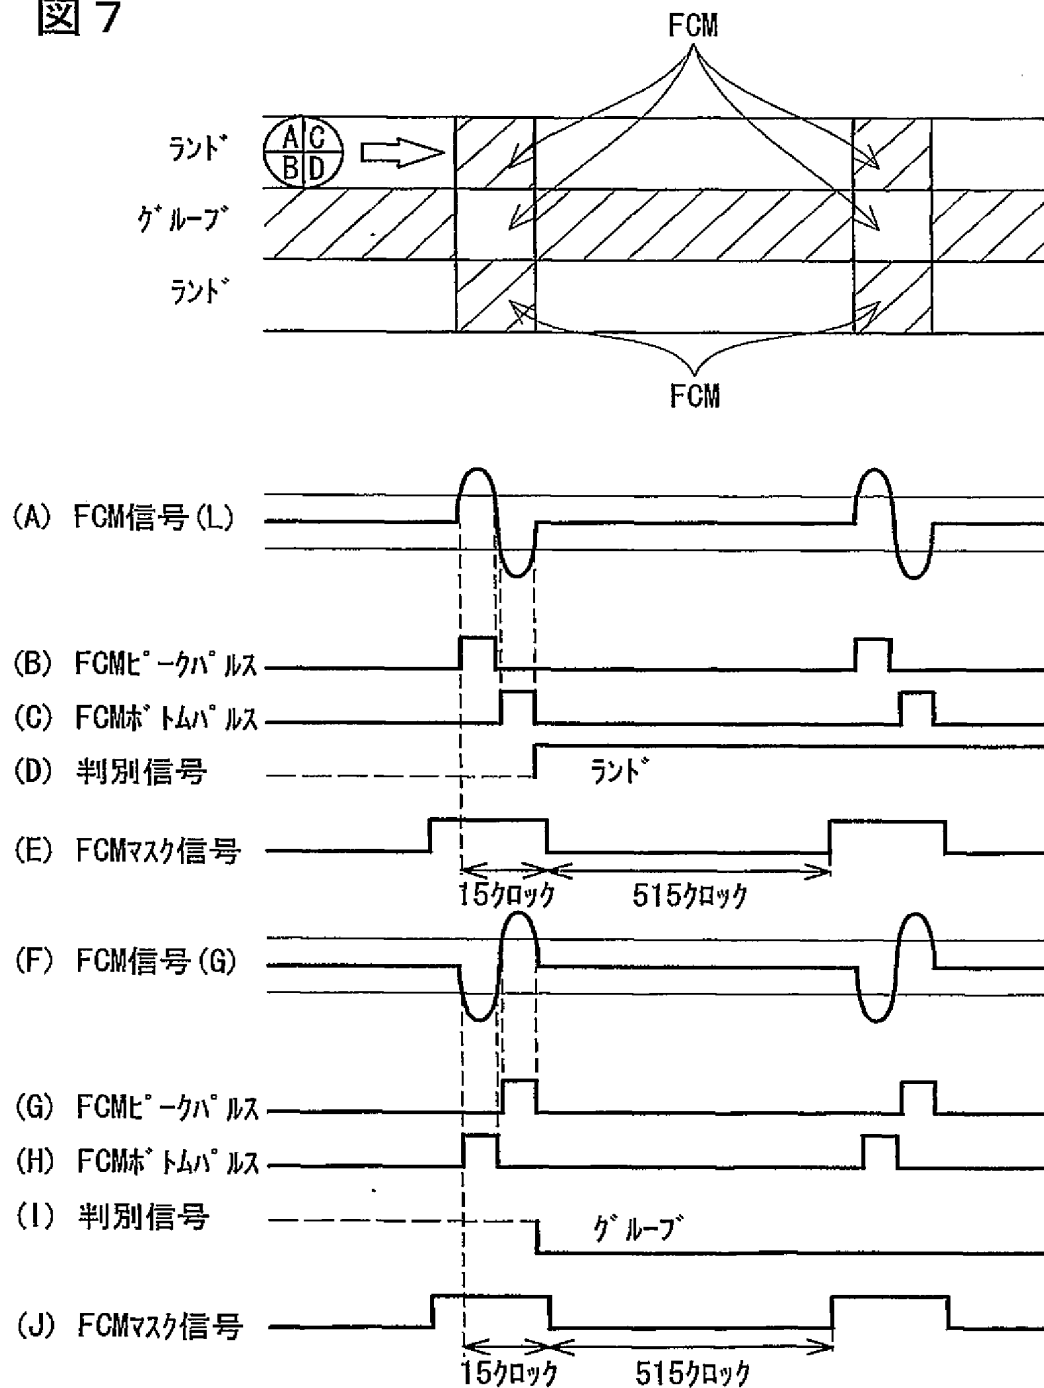 図7
FCM
ランド
A C
B D
グルーブ
ランド
FCM
(A) FCM信号(L)
(B) FCMピークパルス
(C) FCMボトムパルス
(D) 判別信号
ランド
(E) FCMマスク信号
15クロック
515クロック
(F) FCM信号(G)
(G) FCMピークパルス
(H) FCMボトムパルス
(I) 判別信号
グルーブ
(J) FCMマスク信号
15クロック
515クロック